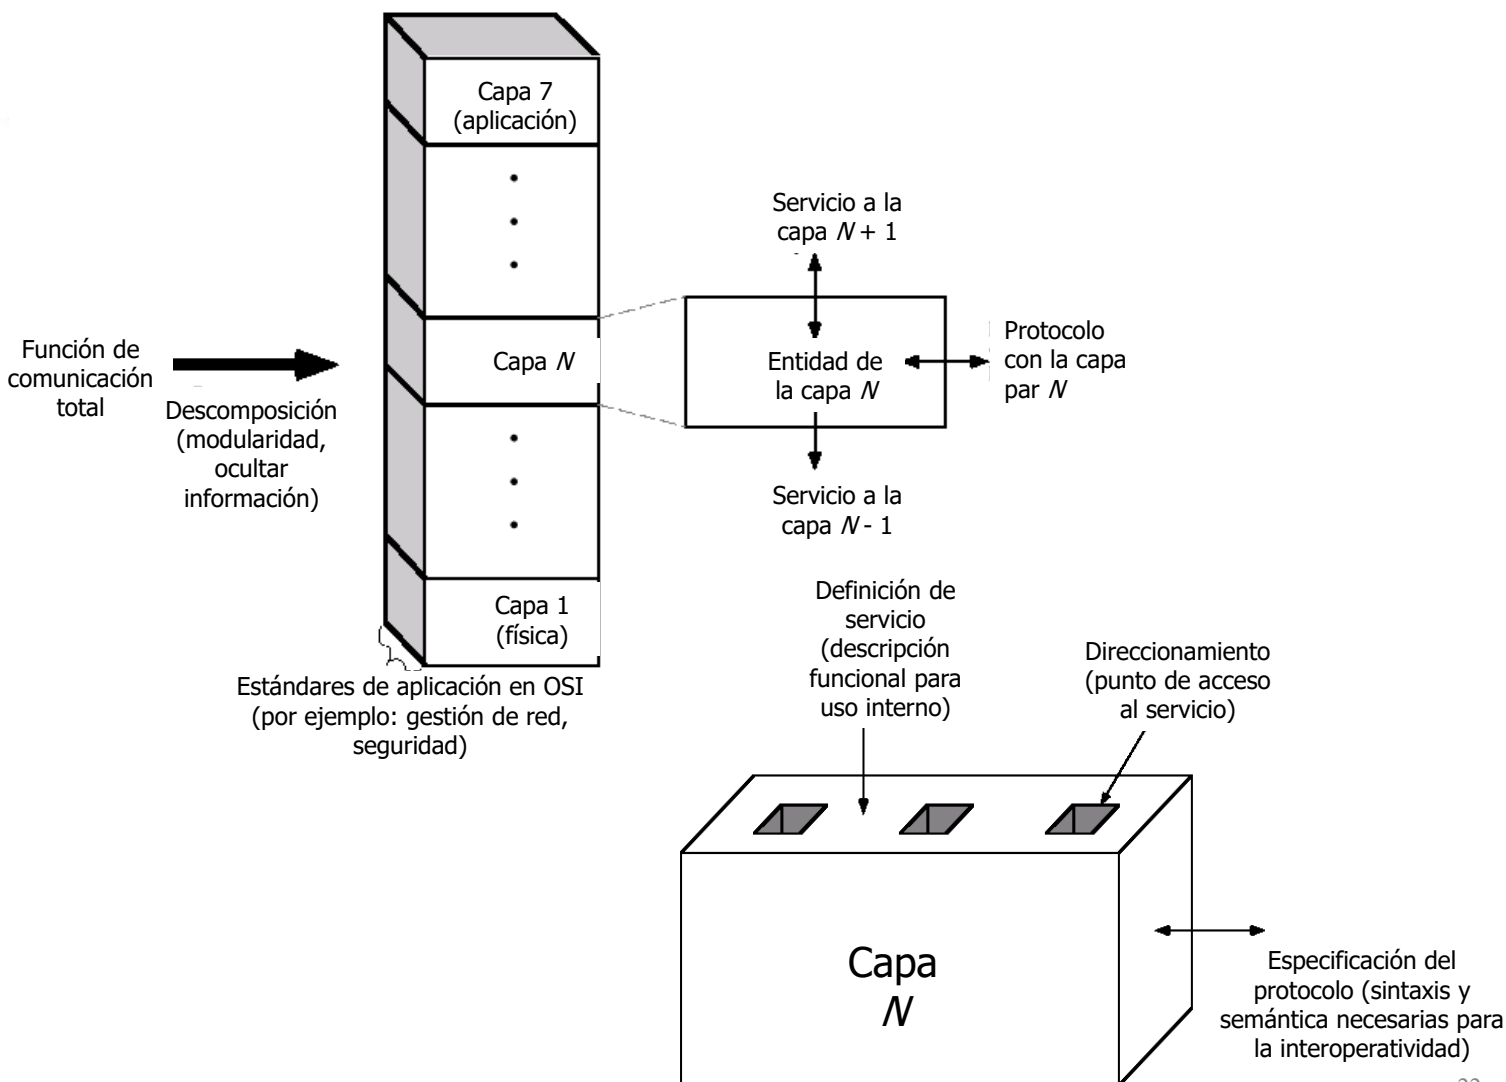 Capa 7
(aplicación)
Servicio a la
capa N + 1
Función de
comunicación
total
Descomposición
(modularidad,
ocultar
información)
Capa N
Entidad de
la capa N
Protocolo
con la capa
par N
Servicio a la
capa N - 1
Capa 1
(física)
Estándares de aplicación en OSI
(por ejemplo: gestión de red,
seguridad)
Definición de
servicio
(descripción
funcional para
uso interno)
Direccionamiento
(punto de acceso
al servicio)
Capa
N
Especificación del
protocolo (sintaxis y
semántica necesarias para
la interoperatividad)